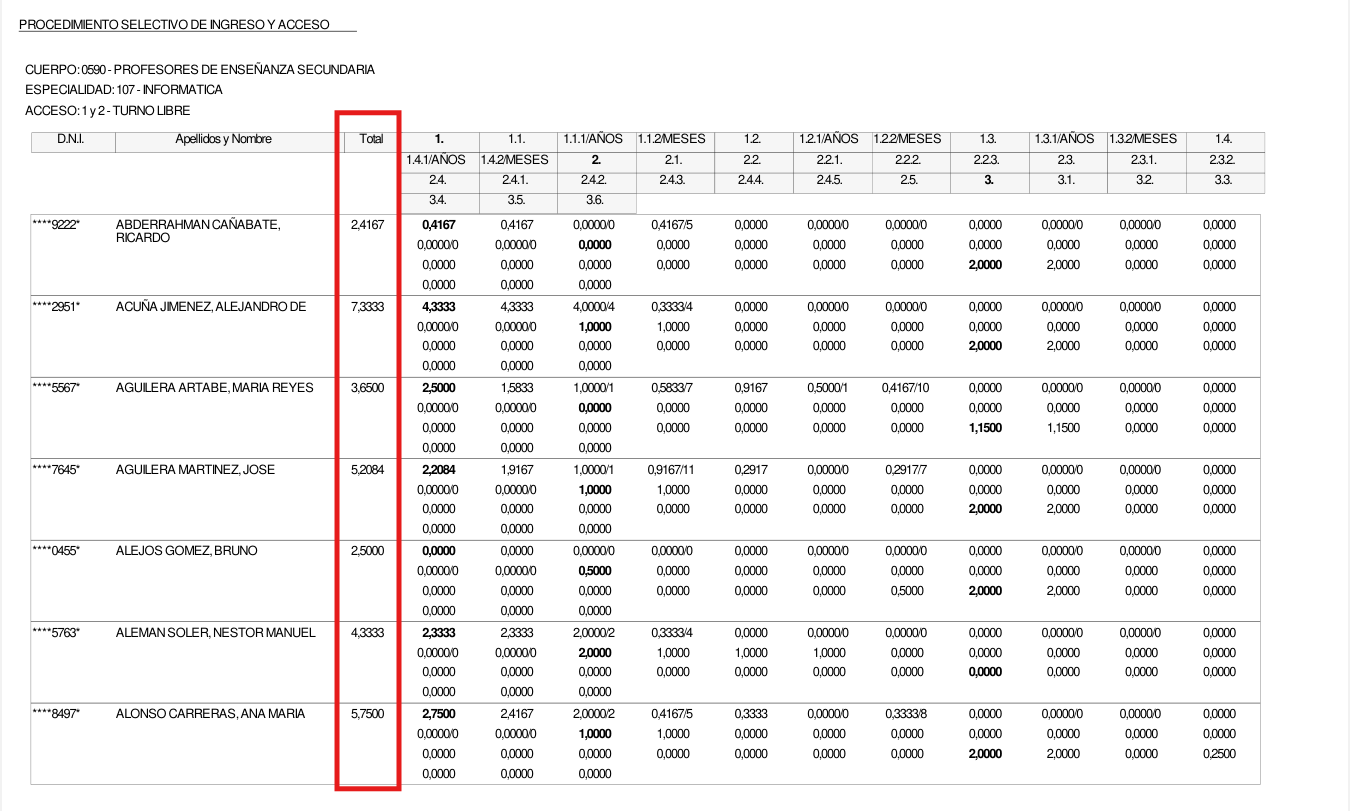 PROCEDIMIENTO SELECTIVO DE INGRESO Y ACCESO
CUERPO: 0590 - PROFESORES DE ENSEÑANZA SECUNDARIA
ESPECIALIDAD: 107 - INFORMATICA
ACCESO: 1 y 2 - TURNO LIBRE
D.N.I. Apellidos y Nombre Total 1. 1.1. 1.1.1/AÑOS 1.1.2/MESES 1.2. 1.2.1/AÑOS 1.2.2/MESES 1.3. 1.3.1/AÑOS 1.3.2/MESES 1.4.
1.4.1/AÑOS 1.4.2/MESES 2. 2.1. 2.2. 2.2.1. 2.2.2. 2.2.3. 2.3. 2.3.1. 2.3.2.
2.4. 2.4.1. 2.4.2. 2.4.3. 2.4.4. 2.4.5. 2.5. 3. 3.1. 3.2. 3.3.
3.4. 3.5. 3.6.
****9222* ABDERRAHMAN CAÑABATE, 2,4167 0,4167 0,4167 0,0000/0 0,4167/5 0,0000 0,0000/0 0,0000/0 0,0000 0,0000/0 0,0000/0 0,0000
RICARDO 0,0000/0 0,0000/0 0,0000 0,0000 0,0000 0,0000 0,0000 0,0000 0,0000 0,0000 0,0000
0,0000 0,0000 0,0000 0,0000 0,0000 0,0000 0,0000 2,0000 2,0000 0,0000 0,0000
0,0000 0,0000 0,0000
****2951* ACUÑA JIMENEZ, ALEJANDRO DE 7,3333 4,3333 4,3333 4,0000/4 0,3333/4 0,0000 0,0000/0 0,0000/0 0,0000 0,0000/0 0,0000/0 0,0000
0,0000/0 0,0000/0 1,0000 1,0000 0,0000 0,0000 0,0000 0,0000 0,0000 0,0000 0,0000
0,0000 0,0000 0,0000 0,0000 0,0000 0,0000 0,0000 2,0000 2,0000 0,0000 0,0000
0,0000 0,0000 0,0000
****5567* AGUILERA ARTABE, MARIA REYES 3,6500 2,5000 1,5833 1,0000/1 0,5833/7 0,9167 0,5000/1 0,4167/10 0,0000 0,0000/0 0,0000/0 0,0000
0,0000/0 0,0000/0 0,0000 0,0000 0,0000 0,0000 0,0000 0,0000 0,0000 0,0000 0,0000
0,0000 0,0000 0,0000 0,0000 0,0000 0,0000 0,0000 1,1500 1,1500 0,0000 0,0000
0,0000 0,0000 0,0000
****7645* AGUILERA MARTINEZ, JOSE 5,2084 2,2084 1,9167 1,0000/1 0,9167/11 0,2917 0,0000/0 0,2917/7 0,0000 0,0000/0 0,0000/0 0,0000
0,0000/0 0,0000/0 1,0000 1,0000 0,0000 0,0000 0,0000 0,0000 0,0000 0,0000 0,0000
0,0000 0,0000 0,0000 0,0000 0,0000 0,0000 0,0000 2,0000 2,0000 0,0000 0,0000
0,0000 0,0000 0,0000
****0455* ALEJOS GOMEZ, BRUNO 2,5000 0,0000 0,0000 0,0000/0 0,0000/0 0,0000 0,0000/0 0,0000/0 0,0000 0,0000/0 0,0000/0 0,0000
0,0000/0 0,0000/0 0,5000 0,0000 0,0000 0,0000 0,0000 0,0000 0,0000 0,0000 0,0000
0,0000 0,0000 0,0000 0,0000 0,0000 0,0000 0,5000 2,0000 2,0000 0,0000 0,0000
0,0000 0,0000 0,0000
****5763* ALEMAN SOLER, NESTOR MANUEL 4,3333 2,3333 2,3333 2,0000/2 0,3333/4 0,0000 0,0000/0 0,0000/0 0,0000 0,0000/0 0,0000/0 0,0000
0,0000/0 0,0000/0 2,0000 1,0000 1,0000 1,0000 0,0000 0,0000 0,0000 0,0000 0,0000
0,0000 0,0000 0,0000 0,0000 0,0000 0,0000 0,0000 0,0000 0,0000 0,0000 0,0000
0,0000 0,0000 0,0000
****8497* ALONSO CARRERAS, ANA MARIA 5,7500 2,7500 2,4167 2,0000/2 0,4167/5 0,3333 0,0000/0 0,3333/8 0,0000 0,0000/0 0,0000/0 0,0000
0,0000/0 0,0000/0 1,0000 1,0000 0,0000 0,0000 0,0000 0,0000 0,0000 0,0000 0,0000
0,0000 0,0000 0,0000 0,0000 0,0000 0,0000 0,0000 2,0000 2,0000 0,0000 0,2500
0,0000 0,0000 0,0000